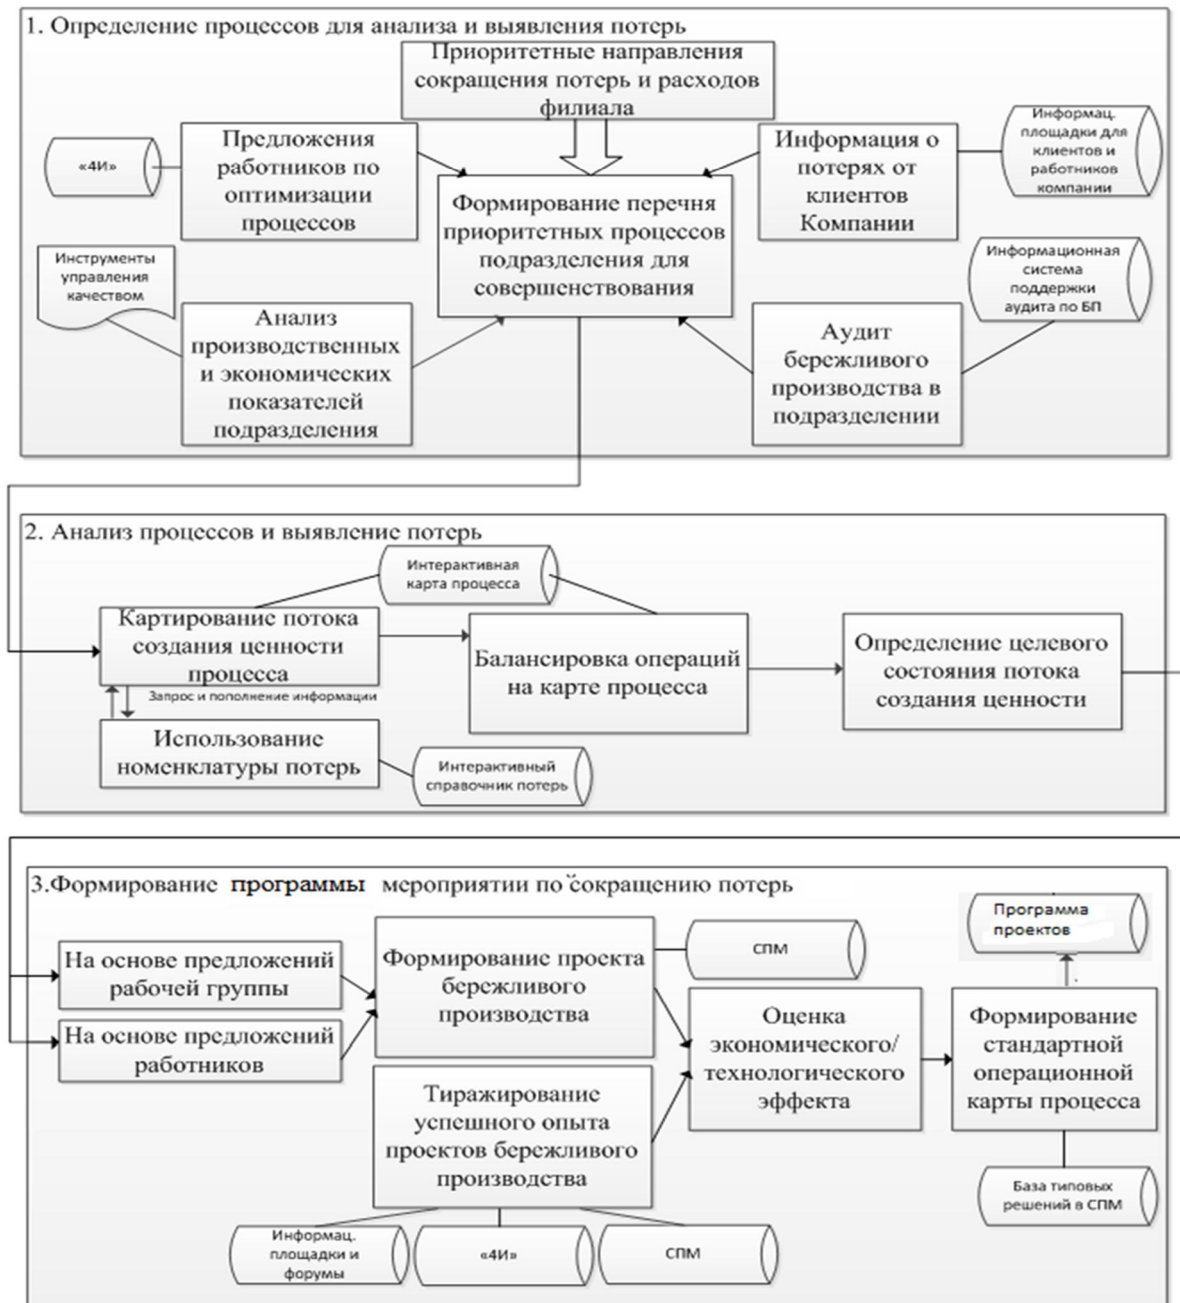 1. Определение процессов для анализа и выявления потерь
Приоритетные направления
сокращения потерь и расходов
филиала
«4И»
Предложения
работников по
оптимизации
процессов
Информация о
потерях от
клиентов
Компании
Информац.
площадки для
клиентов и
работников
компании
Формирование перечня
приоритетных процессов
подразделения для
совершенствования
Инструменты
управления
качеством
Анализ
производственных
и экономических
показателей
подразделения
Аудит
бережливого
производства в
подразделении
Информационная
система
поддержки
аудита по БП
2. Анализ процессов и выявление потерь
Интерактивная
карта процесса
Картирование потока
создания ценности
процесса
Балансировка операций
на карте процесса
Определение целевого
состояния потока
создания ценности
Запрос и пополнение информации
Использование
номенклатуры потерь
Интерактивный
справочник потерь
3.Формирование программы мероприятии по сокращению потерь
Программа
проектов
На основе предложений
рабочей группы
На основе предложений
работников
Формирование проекта
бережливого
производства
СПМ
Оценка
экономического/
технологического
эффекта
Формирование
стандартной
операционной
карты процесса
Тиражирование
успешного опыта
проектов бережливого
производства
База типовых
решений в СПМ
Информац.
площадки и
форумы
«4И»
СПМ